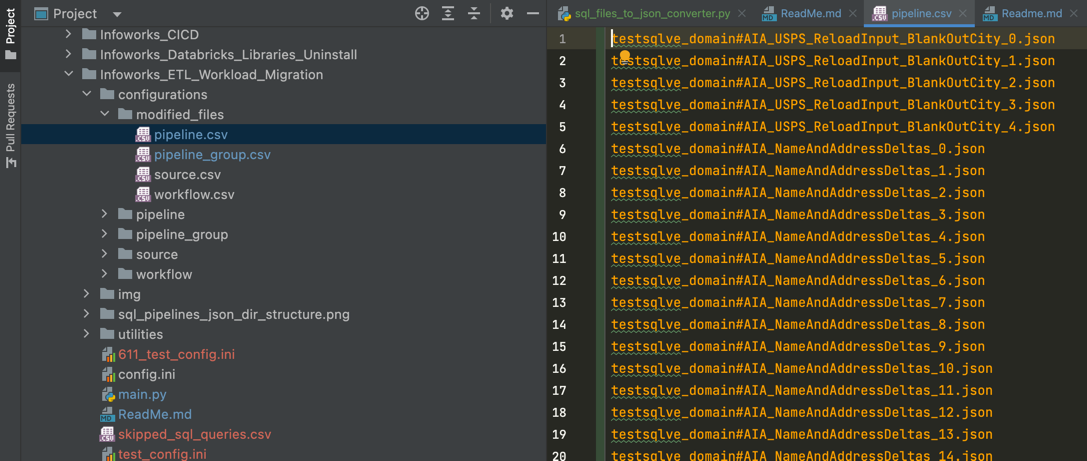 Project
Pull Requests
Project
Infoworks_CICD
Infoworks_Databricks_Libraries_Uninstall
Infoworks_ETL_Workload_Migration
configurations
modified_files
pipeline.csv
pipeline_group.csv
source.csv
workflow.csv
pipeline
pipeline_group
source
workflow
img
sql_pipelines_json_dir_structure.png
utilities
611_test_config.ini
config.ini
main.py
ReadMe.md
skipped_sql_queries.csv
test_config.ini
sql_files_to_json_converter.py ReadMe.md pipeline.csv Readme.md
1 testsqlve_domain#AIA_USPS_ReloadInput_BlankOutCity_0.json
2 testsqlve_domain#AIA_USPS_ReloadInput_BlankOutCity_1.json
3 testsqlve_domain#AIA_USPS_ReloadInput_BlankOutCity_2.json
4 testsqlve_domain#AIA_USPS_ReloadInput_BlankOutCity_3.json
5 testsqlve_domain#AIA_USPS_ReloadInput_BlankOutCity_4.json
6 testsqlve_domain#AIA_NameAndAddressDeltas_0.json
7 testsqlve_domain#AIA_NameAndAddressDeltas_1.json
8 testsqlve_domain#AIA_NameAndAddressDeltas_2.json
9 testsqlve_domain#AIA_NameAndAddressDeltas_3.json
10 testsqlve_domain#AIA_NameAndAddressDeltas_4.json
11 testsqlve_domain#AIA_NameAndAddressDeltas_5.json
12 testsqlve_domain#AIA_NameAndAddressDeltas_6.json
13 testsqlve_domain#AIA_NameAndAddressDeltas_7.json
14 testsqlve_domain#AIA_NameAndAddressDeltas_8.json
15 testsqlve_domain#AIA_NameAndAddressDeltas_9.json
16 testsqlve_domain#AIA_NameAndAddressDeltas_10.json
17 testsqlve_domain#AIA_NameAndAddressDeltas_11.json
18 testsqlve_domain#AIA_NameAndAddressDeltas_12.json
19 testsqlve_domain#AIA_NameAndAddressDeltas_13.json
20 testsqlve_domain#AIA_NameAndAddressDeltas_14.json